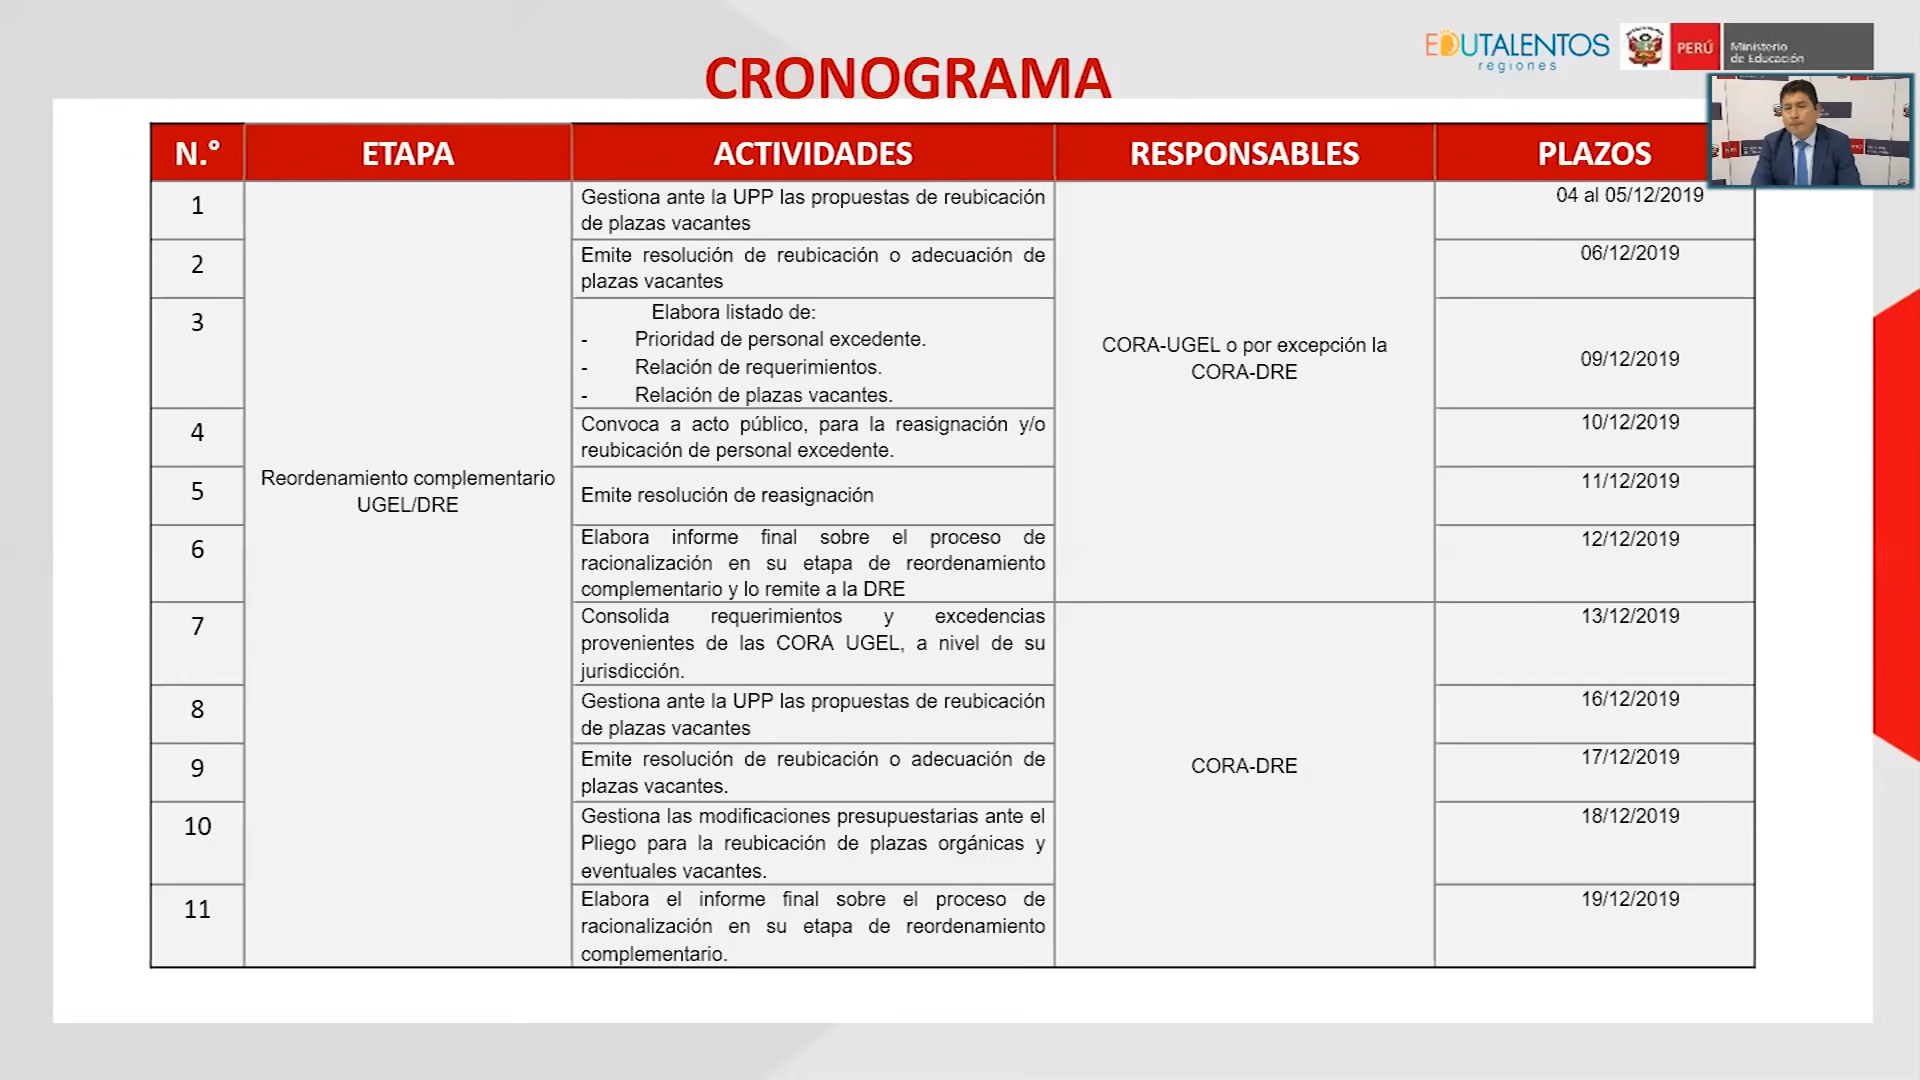 EDUTALENTOS
regiones
PERÚ
Ministerio
de Educación
CRONOGRAMA
N.° ETAPA ACTIVIDADES RESPONSABLES PLAZOS
1
Gestiona ante la UPP las propuestas de reubicación
de plazas vacantes
04 al 05/12/2019
2
Emite resolución de reubicación o adecuación de
plazas vacantes
06/12/2019
3
Elabora listado de:
- Prioridad de personal excedente.
- Relación de requerimientos.
- Relación de plazas vacantes.
CORA-UGEL o por excepción la
CORA-DRE
09/12/2019
4
Convoca a acto público, para la reasignación y/o
reubicación de personal excedente.
10/12/2019
Reordenamiento complementario
UGEL/DRE
5
Emite resolución de reasignación
11/12/2019
6
Elabora informe final sobre el proceso de
racionalización en su etapa de reordenamiento
complementario y lo remite a la DRE
12/12/2019
7
Consolida requerimientos y excedencias
provenientes de las CORA UGEL, a nivel de su
jurisdicción.
13/12/2019
8
Gestiona ante la UPP las propuestas de reubicación
de plazas vacantes
16/12/2019
9
Emite resolución de reubicación o adecuación de
plazas vacantes.
CORA-DRE
17/12/2019
10
Gestiona las modificaciones presupuestarias ante el
Pliego para la reubicación de plazas orgánicas y
eventuales vacantes.
18/12/2019
11
Elabora el informe final sobre el proceso de
racionalización en su etapa de reordenamiento
complementario.
19/12/2019